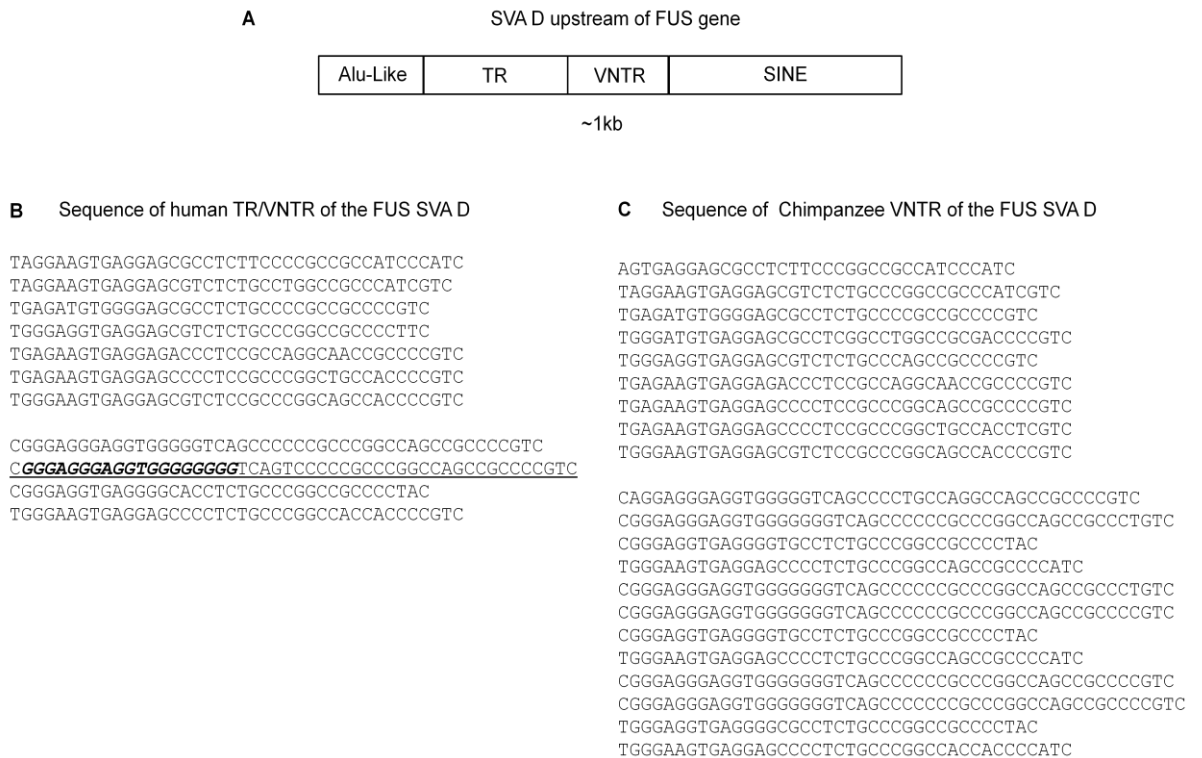 A SVA D upstream of FUS gene
Alu-Like TR VNTR SINE
~1kb
B Sequence of human TR/VNTR of the FUS SVA D
TAGGAAGTGAGGAGCGCCTCTTCCCCGCCGCCATCCCATC
TAGGAAGTGAGGAGCGTCTCTGCCTGGCCGCCCATCGTC
TGAGATGTGGGGAGCGCCTCTGCCCCGCCGCCCCGTC
TGGGAGGTGAGGAGCGTCTCTGCCCGGCCGCCCCTTC
TGAGAAGTGAGGAGACCCTCCGCCAGGCAACCGCCCCGTC
TGAGAAGTGAGGAGCCCCTCCGCCCGGCTGCCACCCCGTC
TGGGAAGTGAGGAGCGTCTCCGCCCGGCAGCCACCCCGTC
CGGGAGGGAGGTGGGGGTCAGCCCCCCGCCCGGCCAGCCGCCCCGTC
CGGGAGGGAGGTGGGGGGGGTCAGTCCCCCGCCCGGCCAGCCGCCCCGTC
CGGGAGGTGAGGGGCACCTCTGCCCGGCCGCCCCTAC
TGGGAAGTGAGGAGCCCCTCTGCCCGGCCACCACCCCGTC
C Sequence of Chimpanzee VNTR of the FUS SVA D
AGTGAGGAGCGCCTCTTCCCGGCCGCCATCCCATC
TAGGAAGTGAGGAGCGTCTCTGCCCGGCCGCCCATCGTC
TGAGATGTGGGGAGCGCCTCTGCCCCGCCGCCCCGTC
TGGGATGTGAGGAGCGCCTCGGCCTGGCCGCGACCCCGTC
TGGGAGGTGAGGAGCGTCTCTGCCCAGCCGCCCCGTC
TGAGAAGTGAGGAGACCCTCCGCCAGGCAACCGCCCCGTC
TGAGAAGTGAGGAGCCCCTCCGCCCGGCAGCCGCCCCGTC
TGAGAAGTGAGGAGCCCCTCCGCCCGGCTGCCACCTCGTC
TGGGAAGTGAGGAGCGTCTCCGCCCGGCAGCCACCCCGTC
CAGGAGGGAGGTGGGGGTCAGCCCCTGCCAGGCCAGCCGCCCCGTC
CGGGAGGGAGGTGGGGGGGTCAGCCCCCCGCCCGGCCAGCCGCCCTGTC
CGGGAGGTGAGGGGTGCCTCTGCCCGGCCGCCCCTAC
TGGGAAGTGAGGAGCCCCTCTGCCCGGCCAGCCGCCCCATC
CGGGAGGGAGGTGGGGGGGTCAGCCCCCCGCCCGGCCAGCCGCCCTGTC
CGGGAGGGAGGTGGGGGGGTCAGCCCCCCGCCCGGCCAGCCGCCCCGTC
CGGGAGGTGAGGGGTGCCTCTGCCCGGCCGCCCCTAC
TGGGAAGTGAGGAGCCCCTCTGCCCGGCCAGCCGCCCCATC
CGGGAGGGAGGTGGGGGGGTCAGCCCCCCGCCCGGCCAGCCGCCCCGTC
CGGGAGGGAGGTGGGGGGGTCAGCCCCCCCGCCCGGCCAGCCGCCCCGTC
TGGGAGGTGAGGGGCGCCTCTGCCCGGCCGCCCCTAC
TGGGAAGTGAGGAGCCCCTCTGCCCGGCCACCACCCCATC